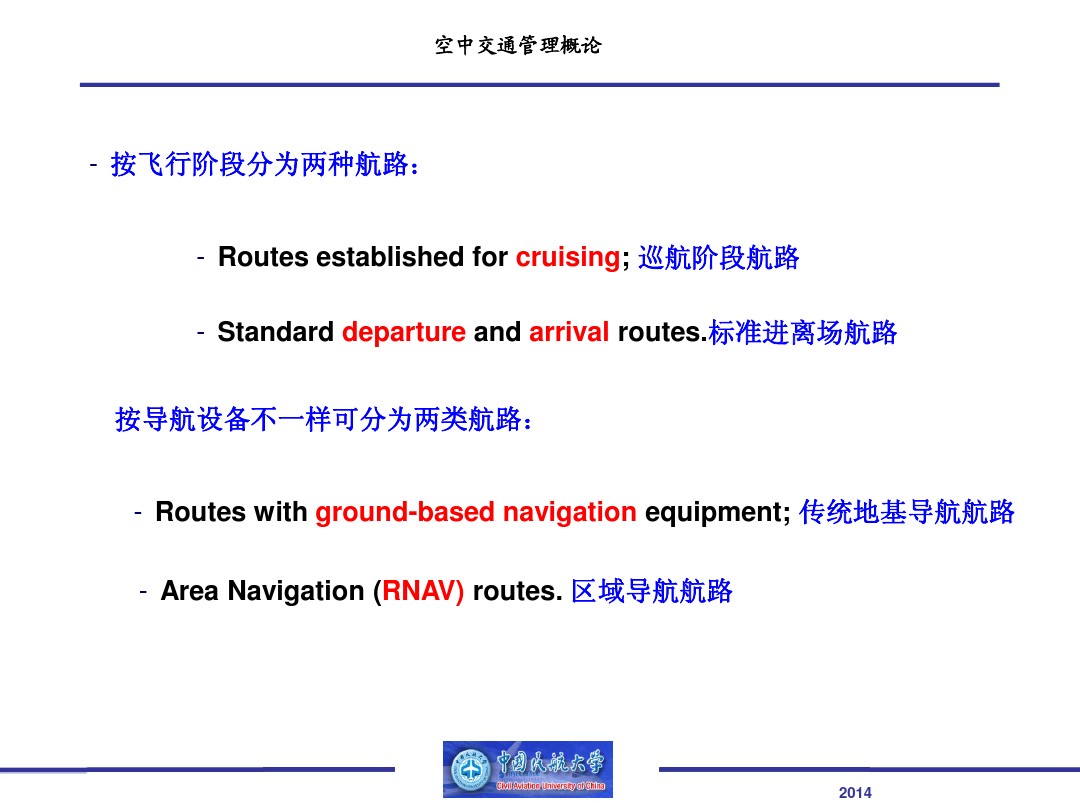 空中交通管理概论
- 按飞行阶段分为两种航路：
- Routes established for cruising; 巡航阶段航路
- Standard departure and arrival routes.标准进离场航路
按导航设备不一样可分为两类航路：
- Routes with ground-based navigation equipment; 传统地基导航航路
- Area Navigation (RNAV) routes. 区域导航航路
中国民航大学
Civil Aviation University of China
2014